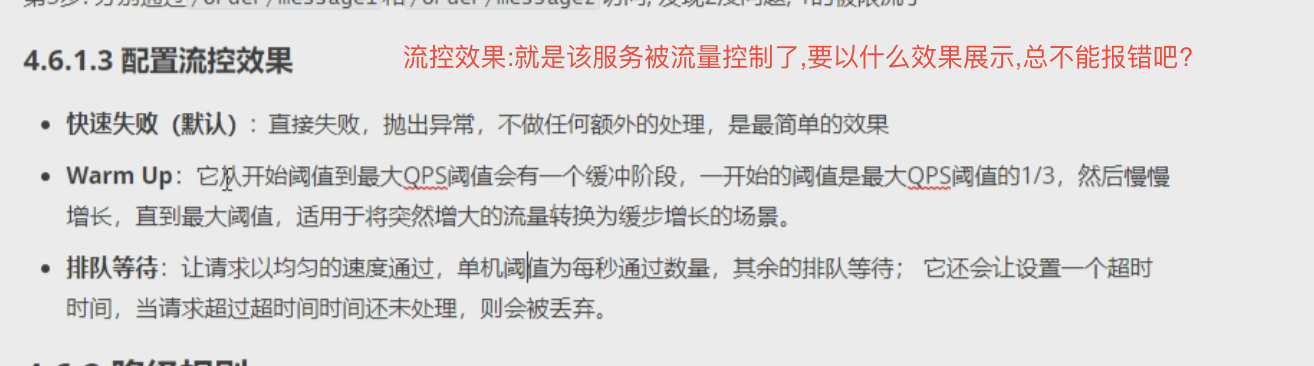 4.6.1.3 配置流控效果
流控效果:就是该服务被流量控制了,要以什么效果展示,总不能报错吧?
• 快速失败（默认）: 直接失败，抛出异常，不做任何额外的处理，是最简单的效果
• Warm Up：它从开始阈值到最大QPS阈值会有一个缓冲阶段，一开始的阈值是最大QPS阈值的1/3，然后慢慢
增长，直到最大阈值，适用于将突然增大的流量转换为缓步增长的场景。
• 排队等待：让请求以均匀的速度通过，单机阈值为每秒通过数量，其余的排队等待； 它还会让设置一个超时
时间，当请求超过超时间时间还未处理，则会被丢弃。